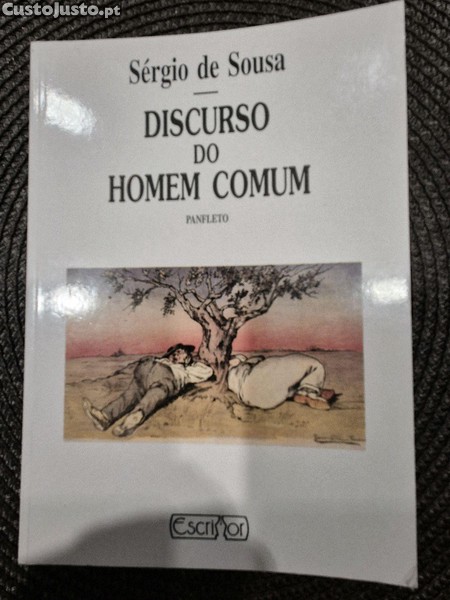 CustoJusto.pt
Sérgio de Sousa
DISCURSO
DO
HOMEM COMUM
PANFLETO
Escritor